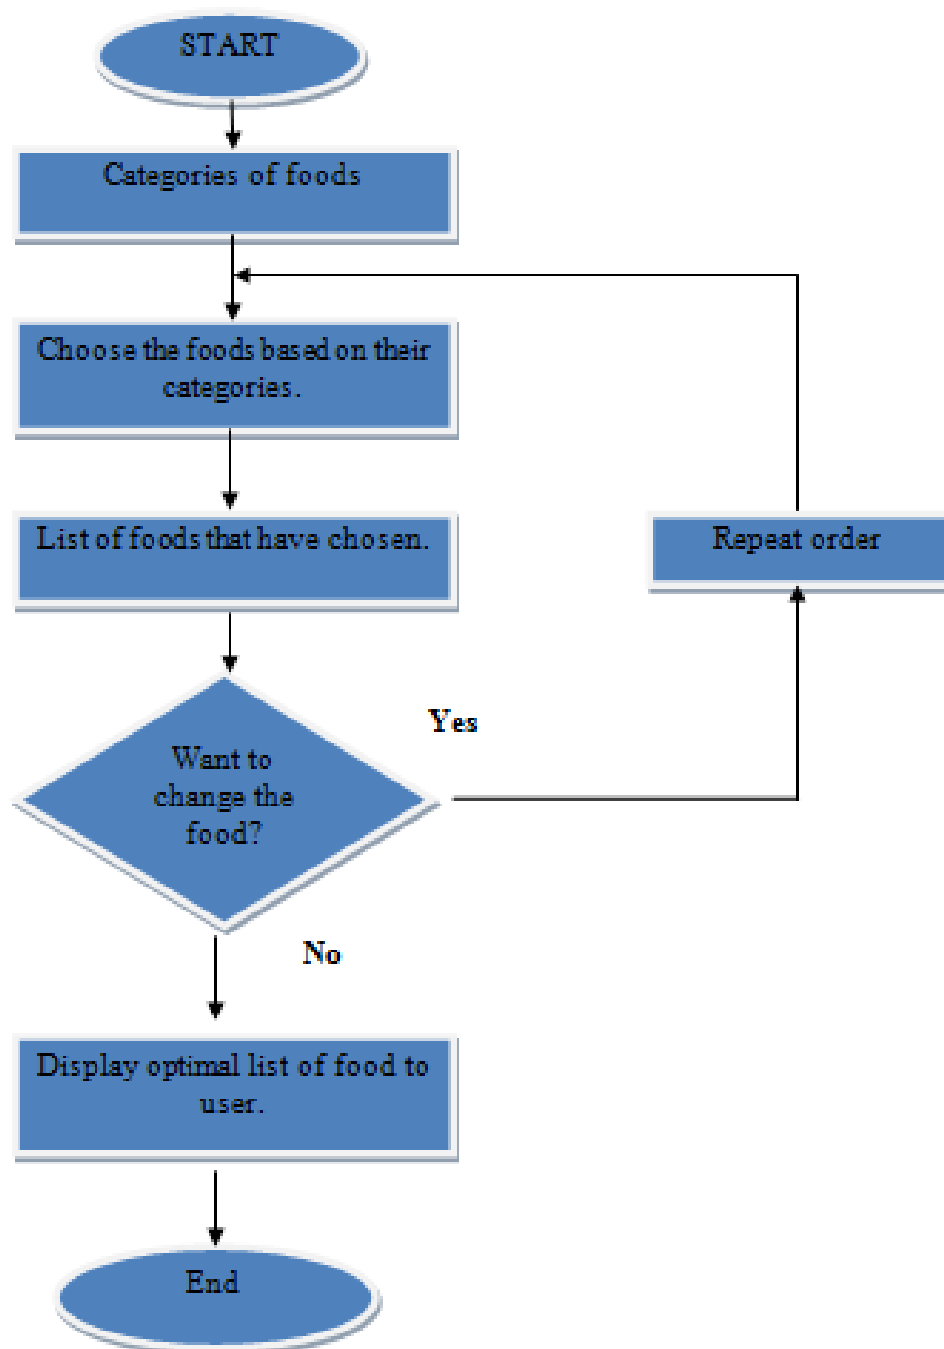 START
Categories of foods
Choose the foods based on their
categories.
List of foods that have chosen.
Repeat order
Yes
Want to
change the
food?
No
Display optimal list of food to
user.
End